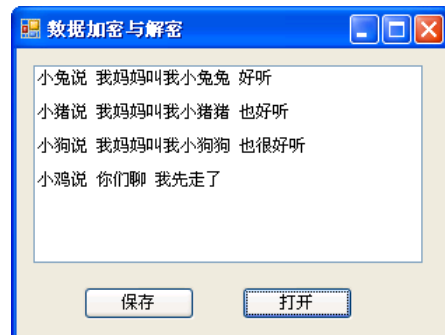 数据加密与解密
小兔说 我妈妈叫我小兔兔 好听
小猪说 我妈妈叫我小猪猪 也好听
小狗说 我妈妈叫我小狗狗 也很好听
小鸡说 你们聊 我先走了
保存 打开